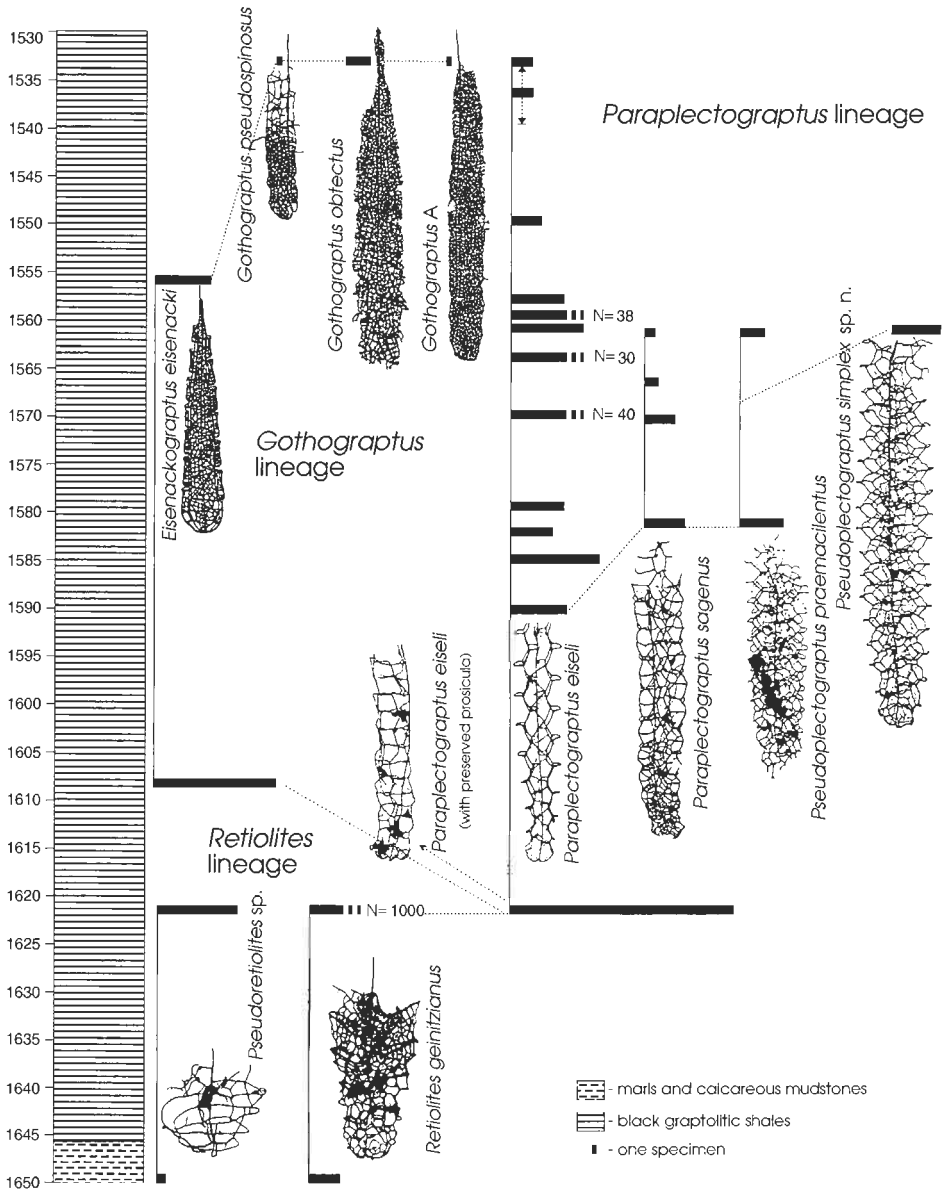 1530
1535
1540
1545
1550
1555
1560
1565
1570
1575
1580
1585
1590
1595
1600
1605
1610
1615
1620
1625
1630
1635
1640
1645
1650
Gothograptus pseudospinosus
Gothograptus obtectus
Gothograptus A
Paraplectograptus lineage
Eisenackograptus eisenacki
Gothograptus
lineage
N= 38
N= 30
N= 40
Pseudoplectograptus simplex sp. n.
Pseudoplectograptus praemacilentus
Paraplectograptus sagenus
Paraplectograptus eiseli
Paraplectograptus eiseli
(with preserved prosicula)
Retiolites
lineage
Pseudoretiolites sp.
N= 1000
Retiolites geinitzianus
- marls and calcareous mudstones
- black graptolitic shales
- one specimen